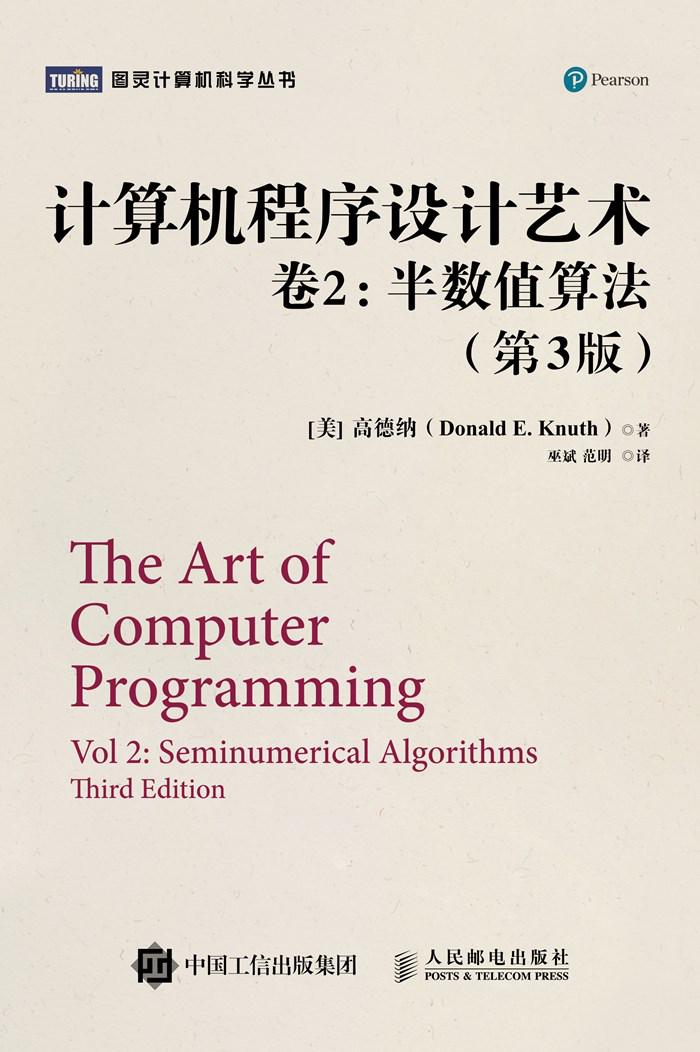 TURING 图灵计算机科学丛书
Pearson
计算机程序设计艺术
卷2：半数值算法
（第3版）
[美] 高德纳（Donald E. Knuth）◎著
巫斌 范明 ◎译
The Art of
Computer
Programming
Vol 2: Seminumerical Algorithms
Third Edition
中国工信出版集团
人民邮电出版社
POSTS & TELECOM PRESS